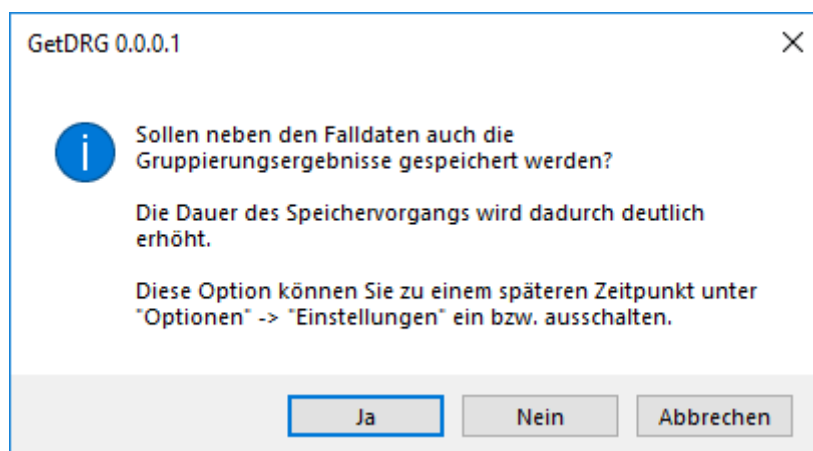 GetDRG 0.0.0.1
Sollen neben den Falldaten auch die
Gruppierungsergebnisse gespeichert werden?
Die Dauer des Speichervorgangs wird dadurch deutlich
erhöht.
Diese Option können Sie zu einem späteren Zeitpunkt unter
"Optionen" -> "Einstellungen" ein bzw. ausschalten.
Ja Nein Abbrechen